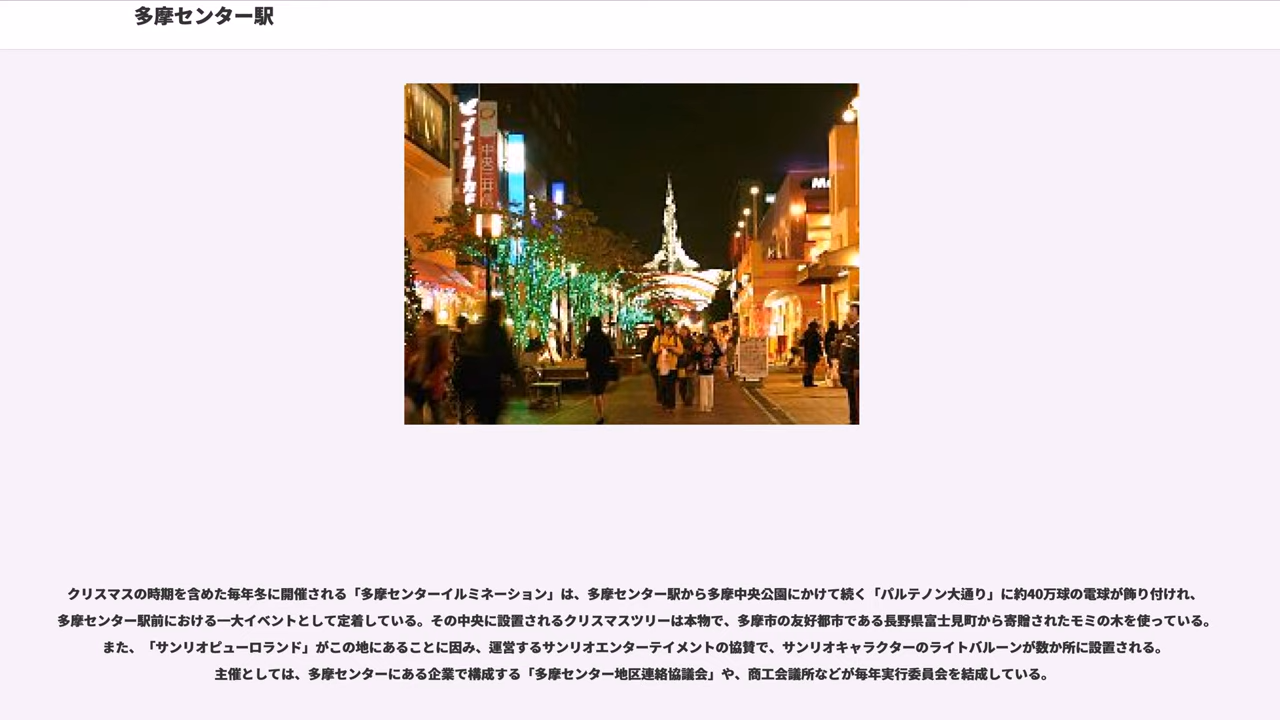 多摩センター駅
イトーヨーカ
中央三井
クリスマスの時期を含めた毎年冬に開催される「多摩センターイルミネーション」は、多摩センター駅から多摩中央公園にかけて続く「パルテノン大通り」に約40万球の電球が飾り付けれ、
多摩センター駅前における一大イベントとして定着している。その中央に設置されるクリスマスツリーは本物で、多摩市の友好都市である長野県富士見町から寄贈されたモミの木を使っている。
また、「サンリオピューロランド」がこの地にあることに因み、運営するサンリオエンターテイメントの協賛で、サンリオキャラクターのライトバルーンが数か所に設置される。
主催としては、多摩センターにある企業で構成する「多摩センター地区連絡協議会」や、商工会議所などが毎年実行委員会を結成している。